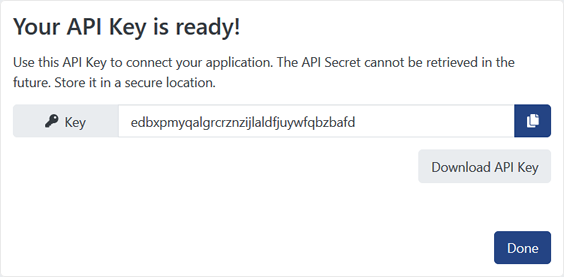 Your API Key is ready!
Use this API Key to connect your application. The API Secret cannot be retrieved in the
future. Store it in a secure location.
Key edbxpmyqalgrcrznzijlaldfjuywfqbzbafd
Download API Key
Done